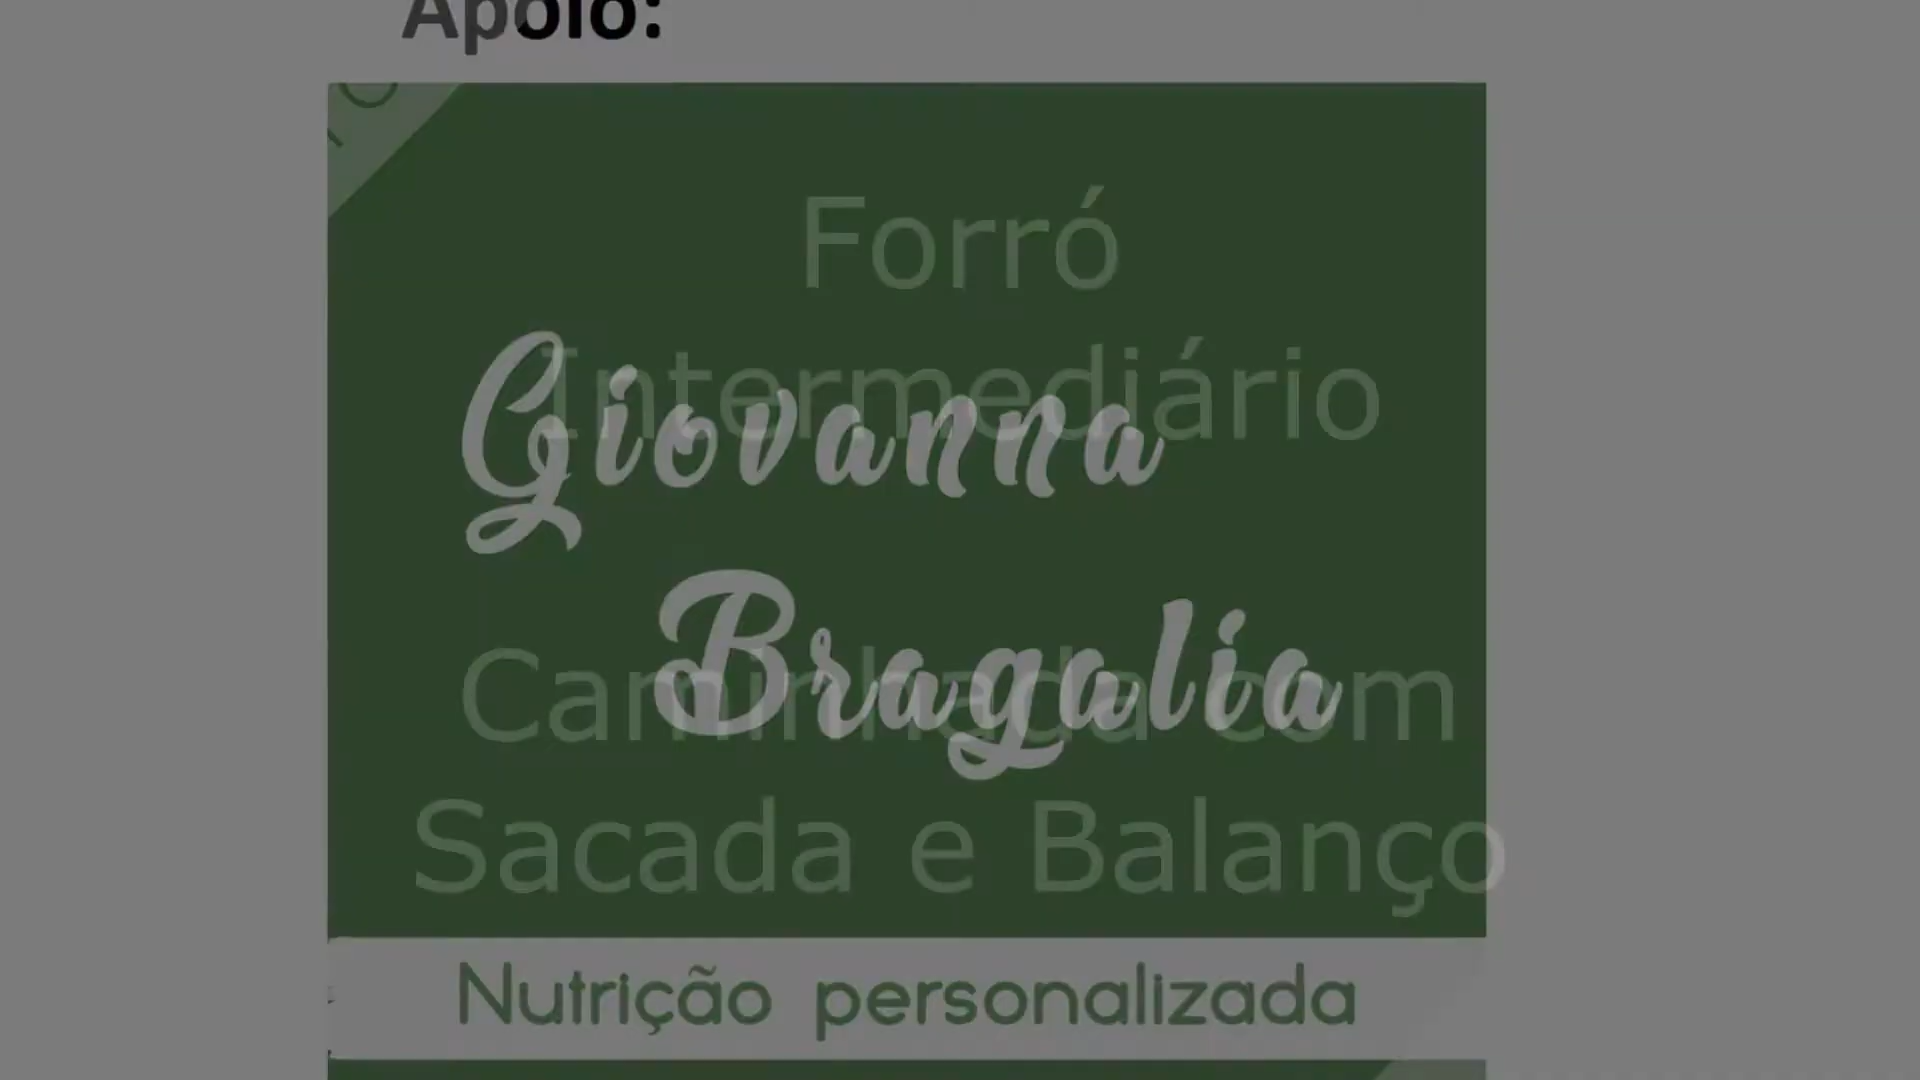 Apoio:
Forró
Intermediário
Giovanna
Bragalia
Caminhada com
Sacada e Balanço
Nutrição personalizada